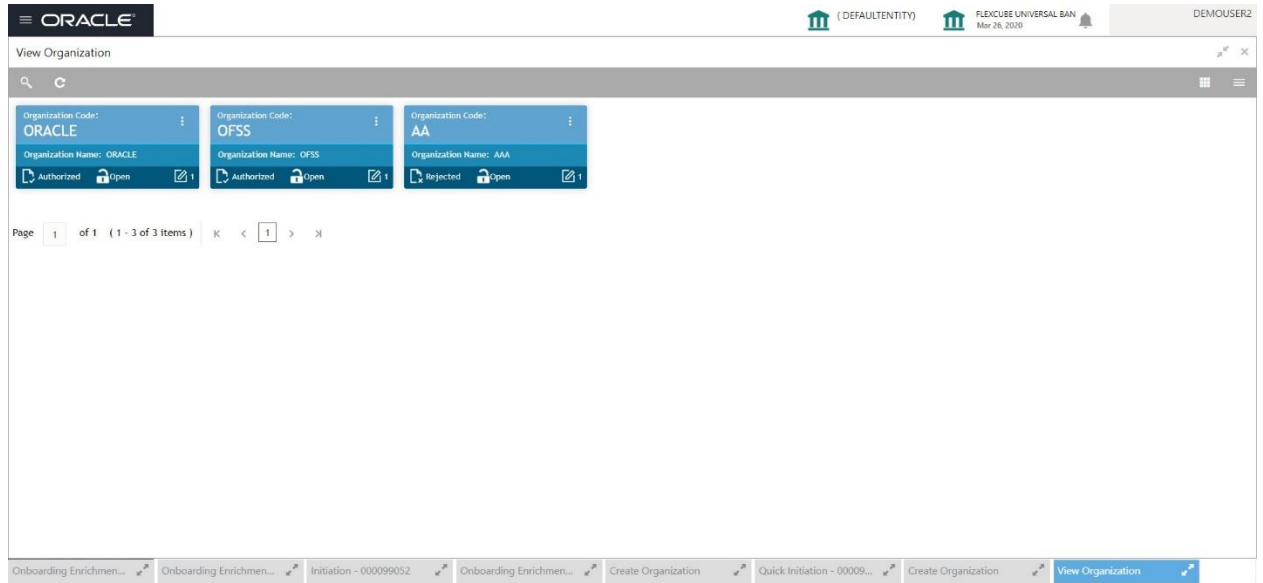 ORACLE®
( DEFAULTENTITY)
FLEXCUBE UNIVERSAL BAN
Mar 26, 2020
DEMOUSER2
View Organization
Organization Code:
ORACLE
Organization Name: ORACLE
Authorized Open 1
Organization Code:
OFSS
Organization Name: OFSS
Authorized Open 1
Organization Code:
AA
Organization Name: AAA
Rejected Open 1
Page 1 of 1 ( 1 - 3 of 3 items ) 1
Onboarding Enrichmen... Onboarding Enrichmen... Initiation - 000099052 Onboarding Enrichmen... Create Organization Quick Initiation - 00009... Create Organization View Organization